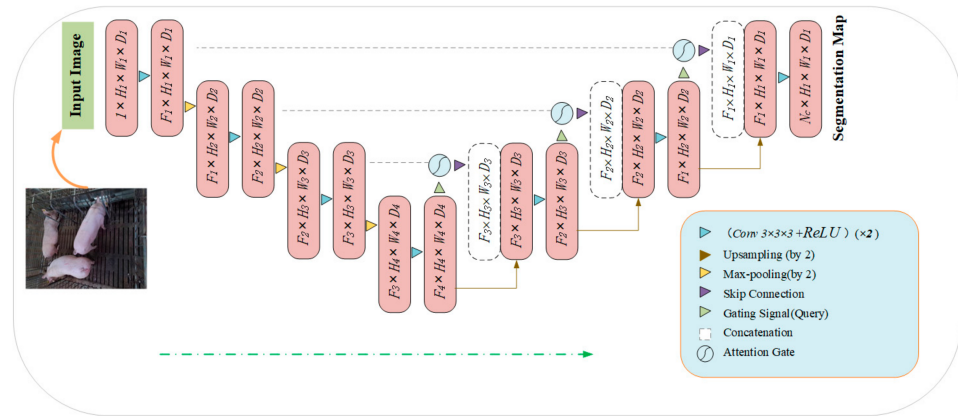 Input Image
1 × H₁ × W₁ × D₁
F₁ × H₁ × W₁ × D₁
F₁ × H₂ × W₂ × D₂
F₂ × H₂ × W₂ × D₂
F₂ × H₃ × W₃ × D₃
F₃ × H₃ × W₃ × D₃
F₃ × H₄ × W₄ × D₄
F₄ × H₄ × W₄ × D₄
F₃ × H₃ × W₃ × D₃
F₃ × H₃ × W₃ × D₃
F₂ × H₃ × W₃ × D₃
F₂ × H₂ × W₂ × D₂
F₂ × H₂ × W₂ × D₂
F₁ × H₂ × W₂ × D₂
F₁ × H₁ × W₁ × D₁
F₁ × H₁ × W₁ × D₁
N꜀ × H₁ × W₁ × D₁
Segmentation Map
（Conv 3×3×3 +ReLU ）(×2)
Upsampling (by 2)
Max-pooling(by 2)
Skip Connection
Gating Signal(Query)
Concatenation
Attention Gate